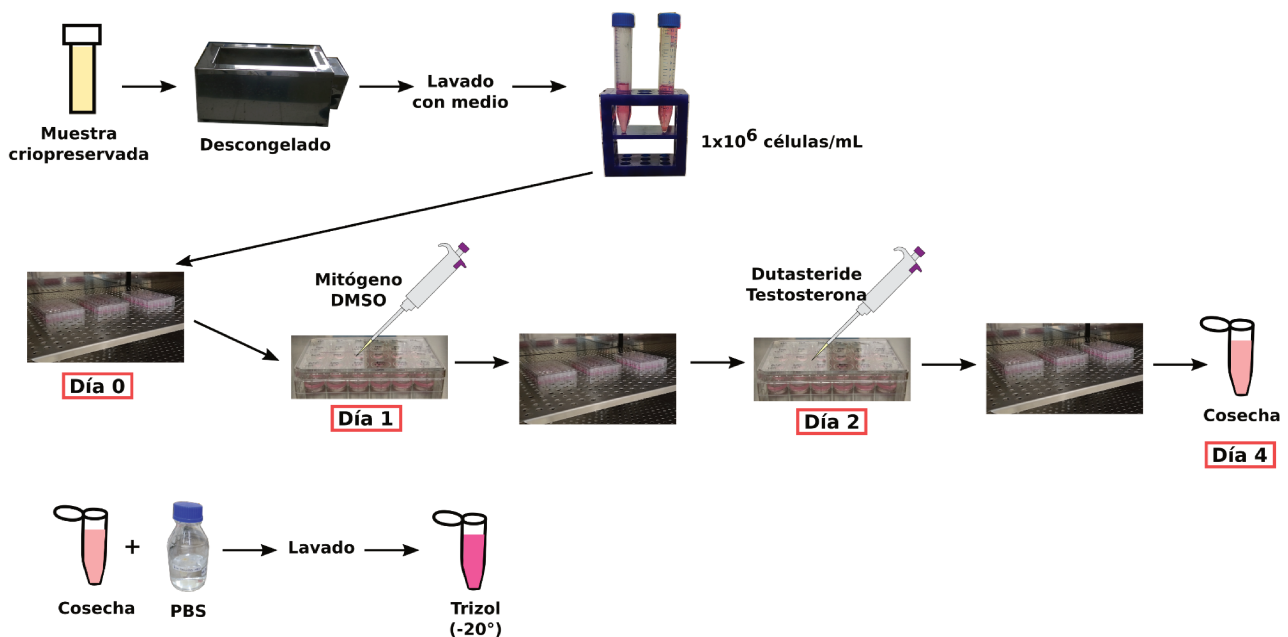 Muestra
criopreservada
Descongelado
Lavado
con medio
1x10⁶ células/mL
Día 0
Mitógeno
DMSO
Día 1
Dutasteride
Testosterona
Día 2
Cosecha
Día 4
Cosecha
+
PBS
Lavado
Trizol
(-20°)